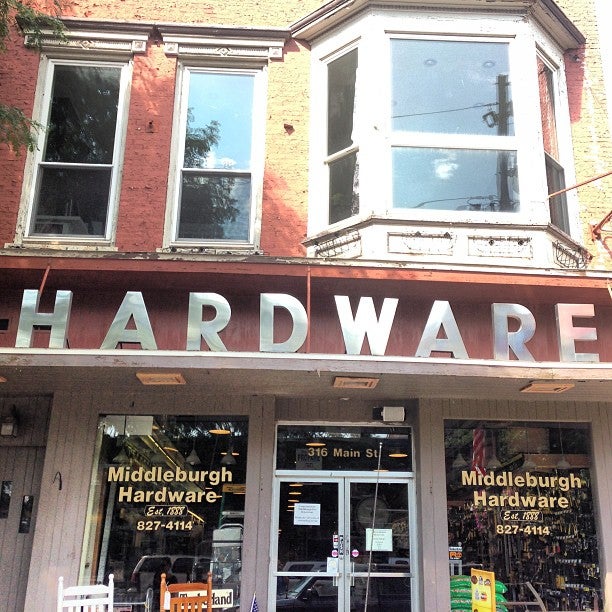 HARDWARE
316 Main St
Middleburgh
Hardware
Est. 1888
827-4114
Middleburgh
Hardware
Est. 1888
827-4114